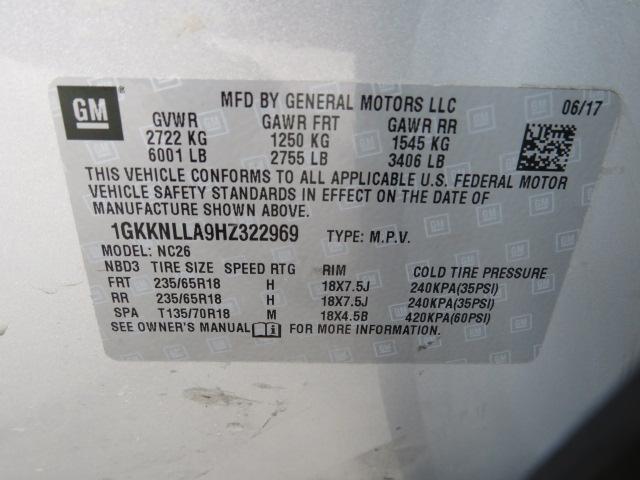 GM
MFD BY GENERAL MOTORS LLC 06/17
GVWR GAWR FRT GAWR RR
2722 KG 1250 KG 1545 KG
6001 LB 2755 LB 3406 LB
THIS VEHICLE CONFORMS TO ALL APPLICABLE U.S. FEDERAL MOTOR
VEHICLE SAFETY STANDARDS IN EFFECT ON THE DATE OF
MANUFACTURE SHOWN ABOVE.
1GKKNLLA9HZ322969 TYPE: M.P.V.
MODEL: NC26
NBD3 TIRE SIZE SPEED RTG RIM COLD TIRE PRESSURE
FRT 235/65R18 H 18X7.5J 240KPA(35PSI)
RR 235/65R18 H 18X7.5J 240KPA(35PSI)
SPA T135/70R18 M 18X4.5B 420KPA(60PSI)
SEE OWNER'S MANUAL FOR MORE INFORMATION.